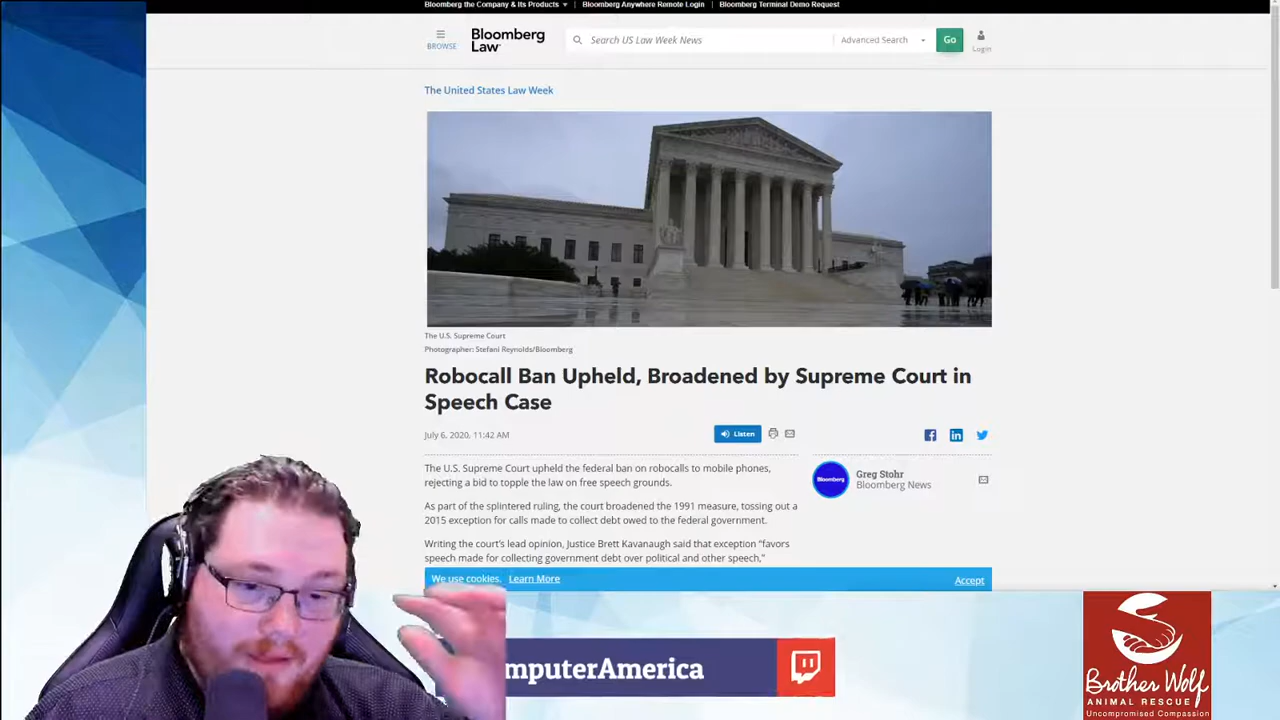 Bloomberg the Company & Its Products
Bloomberg Anywhere Remote Login
Bloomberg Terminal Demo Request
BROWSE
Bloomberg
Law
Search US Law Week News
Advanced Search
Go
Login
The United States Law Week
The U.S. Supreme Court
Photographer: Stefani Reynolds/Bloomberg
Robocall Ban Upheld, Broadened by Supreme Court in
Speech Case
July 6, 2020, 11:42 AM
Listen
The U.S. Supreme Court upheld the federal ban on robocalls to mobile phones,
rejecting a bid to topple the law on free speech grounds.
As part of the splintered ruling, the court broadened the 1991 measure, tossing out a
2015 exception for calls made to collect debt owed to the federal government.
Writing the court's lead opinion, Justice Brett Kavanaugh said that exception "favors
speech made for collecting government debt over political and other speech,"
Bloomberg
Greg Stohr
Bloomberg News
We use cookies. Learn More
Accept
mputerAmerica
Brother Wolf
ANIMAL RESCUE
Uncompromised Compassion